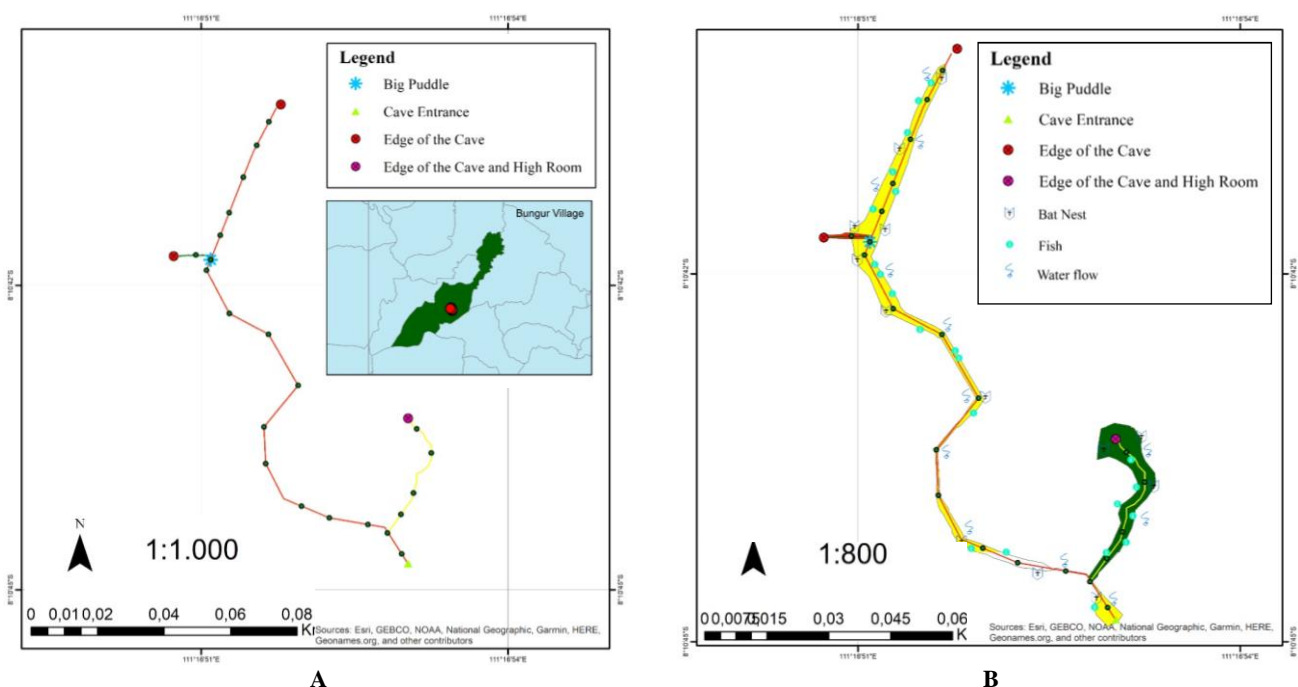 111°16'51"E
111°16'54"E
Legend
Big Puddle
Cave Entrance
Edge of the Cave
Edge of the Cave and High Room
Bungur Village
8°10'42"S
8°10'42"S
N
1:1.000
8°10'45"S
8°10'45"S
0 0,01 0,02 0,04 0,06 0,08
Sources: Esri, GEBCO, NOAA, National Geographic, Garmin, HERE,
Geonames.org, and other contributors
111°16'51"E
111°16'54"E
A
111°16'51"E
111°16'54"E
Legend
Big Puddle
Cave Entrance
Edge of the Cave
Edge of the Cave and High Room
Bat Nest
Fish
Water flow
8°10'42"S
8°10'42"S
1:800
8°10'45"S
8°10'45"S
0 0,0075 0,015 0,03 0,045 0,06
K
Sources: Esri, GEBCO, NOAA, National Geographic, Garmin, HERE,
Geonames.org, and other contributors
111°16'51"E
111°16'54"E
B